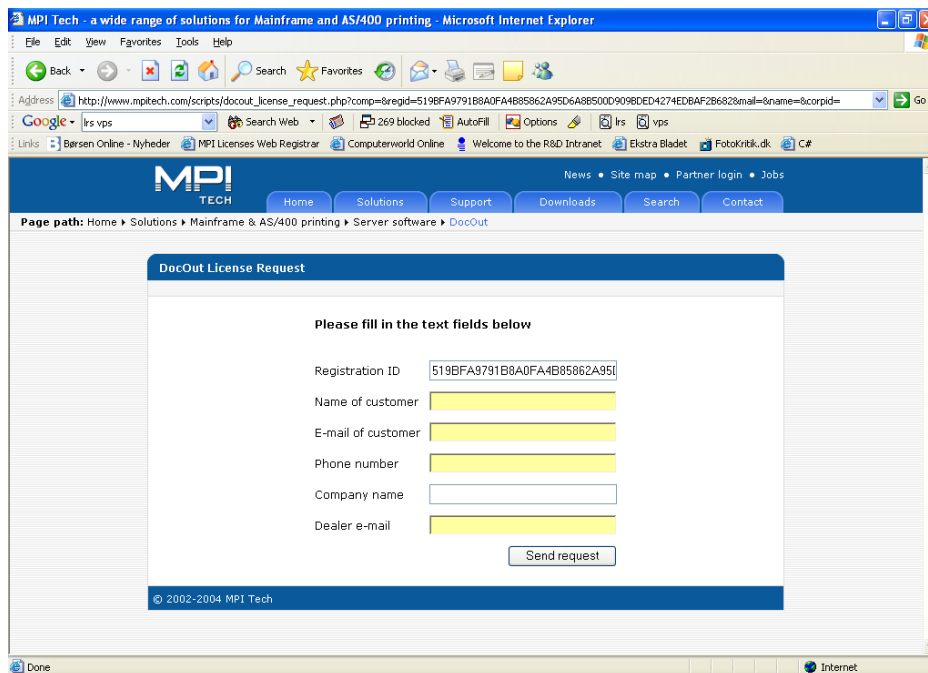 MPI Tech - a wide range of solutions for Mainframe and AS/400 printing - Microsoft Internet Explorer
File Edit View Favorites Tools Help
Back Search Favorites
Address http://www.mpitech.com/scripts/docout_license_request.php?comp=&regid=519BFA9791B8A0FA4B85862A95D6A8B500D909BDED4274EDBAF2B682&mail=&name=&corpid= Go
Google lrs vps Search Web 269 blocked AutoFill Options lrs vps
Links Børsen Online - Nyheder MPI Licenses Web Registrar Computerworld Online Welcome to the R&D Intranet Ekstra Bladet FotoKritik.dk C#
MPI TECH
News • Site map • Partner login • Jobs
Home Solutions Support Downloads Search Contact
Page path: Home Solutions Mainframe & AS/400 printing Server software DocOut
DocOut License Request
Please fill in the text fields below
Registration ID 519BFA9791B8A0FA4B85862A95
Name of customer
E-mail of customer
Phone number
Company name
Dealer e-mail
Send request
© 2002-2004 MPI Tech
Done Internet